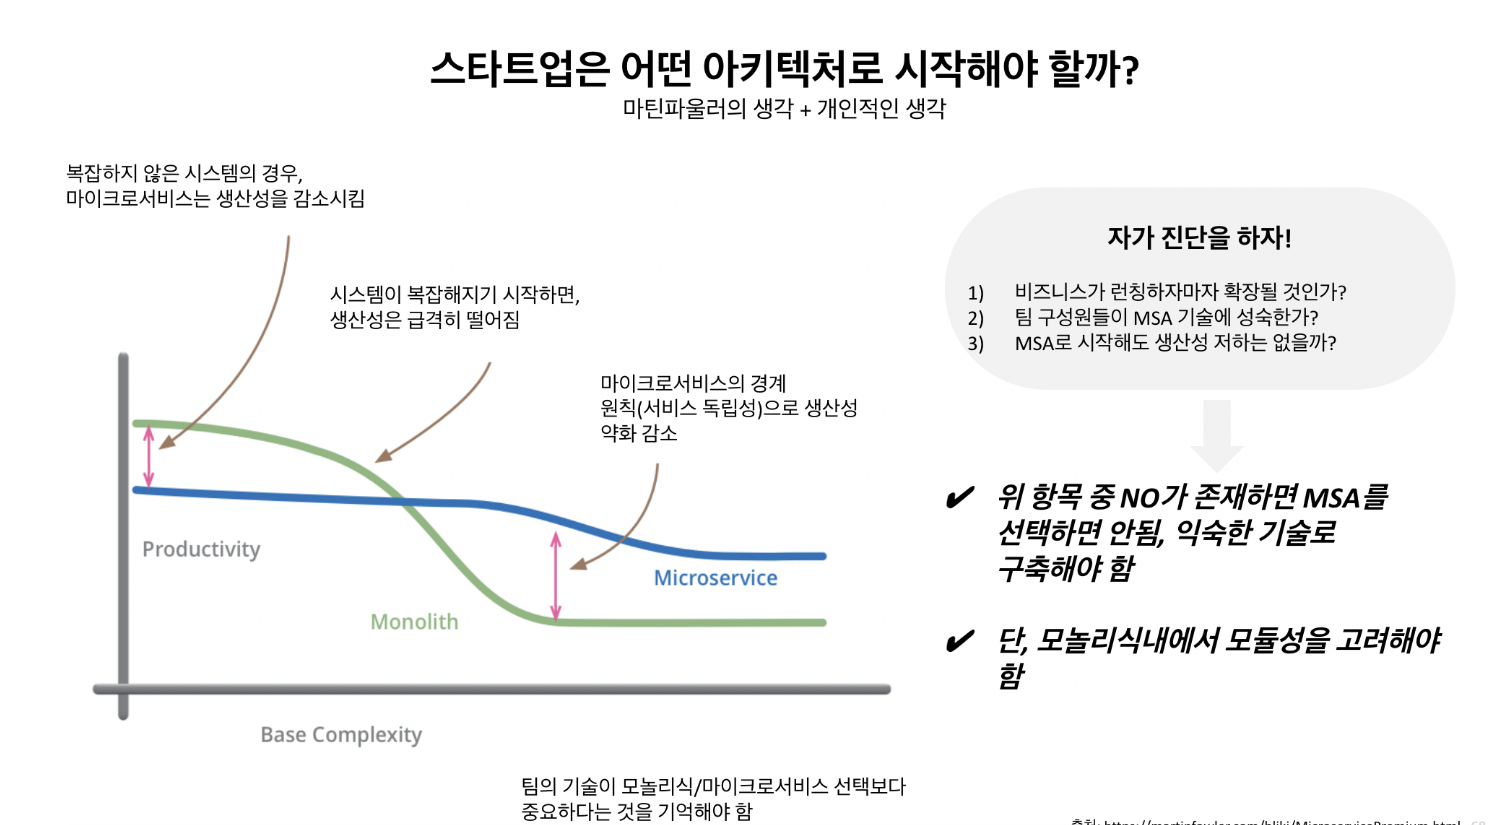 스타트업은 어떤 아키텍처로 시작해야 할까?
마틴파울러의 생각 + 개인적인 생각
복잡하지 않은 시스템의 경우,
마이크로서비스는 생산성을 감소시킴
시스템이 복잡해지기 시작하면,
생산성은 급격히 떨어짐
마이크로서비스의 경계
원칙(서비스 독립성)으로 생산성
약화 감소
Productivity
Microservice
Monolith
Base Complexity
팀의 기술이 모놀리식/마이크로서비스 선택보다
중요하다는 것을 기억해야 함
자가 진단을 하자!
1) 비즈니스가 런칭하자마자 확장될 것인가?
2) 팀 구성원들이 MSA 기술에 성숙한가?
3) MSA로 시작해도 생산성 저하는 없을까?
✔ 위 항목 중 NO가 존재하면 MSA를
선택하면 안됨, 익숙한 기술로
구축해야 함
✔ 단, 모놀리식내에서 모듈성을 고려해야
함
출처: https://martinfowler.com/bliki/MicroservicePremium.html